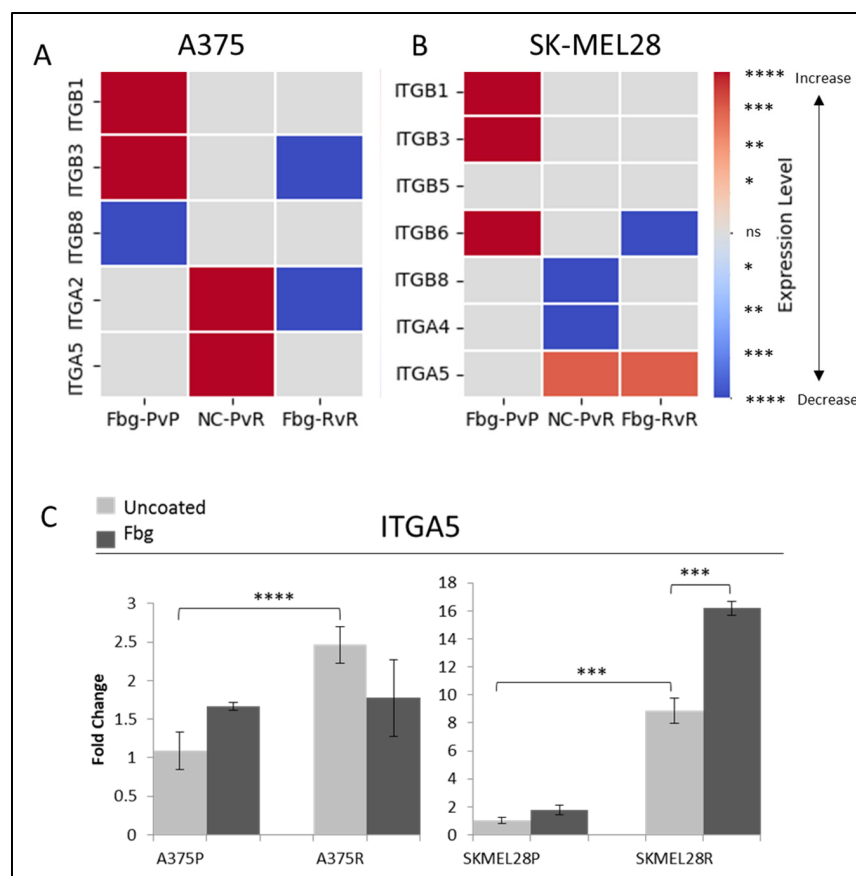 A
A375
B
SK-MEL28
ITGB1
ITGB3
ITGB8
ITGA2
ITGA5
Fbg-PvP NC-PvR Fbg-RvR
ITGB1
ITGB3
ITGB5
ITGB6
ITGB8
ITGA4
ITGA5
Fbg-PvP NC-PvR Fbg-RvR
**** Increase
***
**
*
ns
*
**
***
**** Decrease
Expression Level
C
Uncoated
Fbg
ITGA5
Fold Change
3
2.5
2
1.5
1
0.5
0
****
A375P A375R
18
16
14
12
10
8
6
4
2
0
***
***
SKMEL28P SKMEL28R